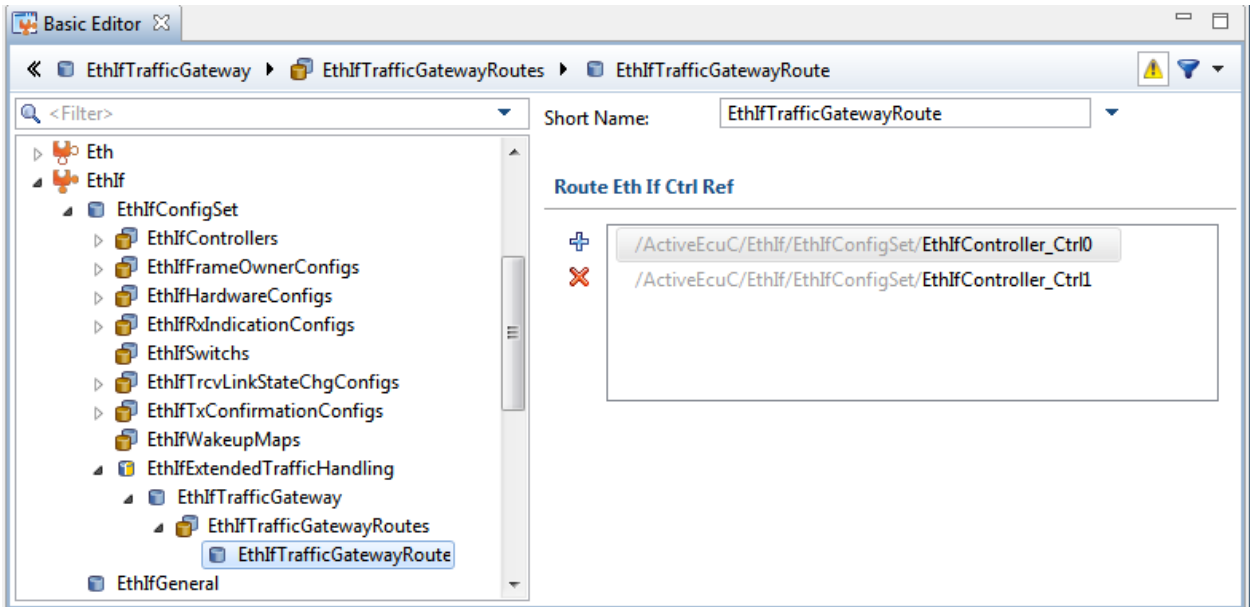 Basic Editor
EthIfTrafficGateway EthIfTrafficGatewayRoutes EthIfTrafficGatewayRoute
<Filter>
Eth
EthIf
EthIfConfigSet
EthIfControllers
EthIfFrameOwnerConfigs
EthIfHardwareConfigs
EthIfRxIndicationConfigs
EthIfSwitchs
EthIfTrcvLinkStateChgConfigs
EthIfTxConfirmationConfigs
EthIfWakeupMaps
EthIfExtendedTrafficHandling
EthIfTrafficGateway
EthIfTrafficGatewayRoutes
EthIfTrafficGatewayRoute
EthIfGeneral
Short Name: EthIfTrafficGatewayRoute
Route Eth If Ctrl Ref
/ActiveEcuC/EthIf/EthIfConfigSet/EthIfController_Ctrl0
/ActiveEcuC/EthIf/EthIfConfigSet/EthIfController_Ctrl1